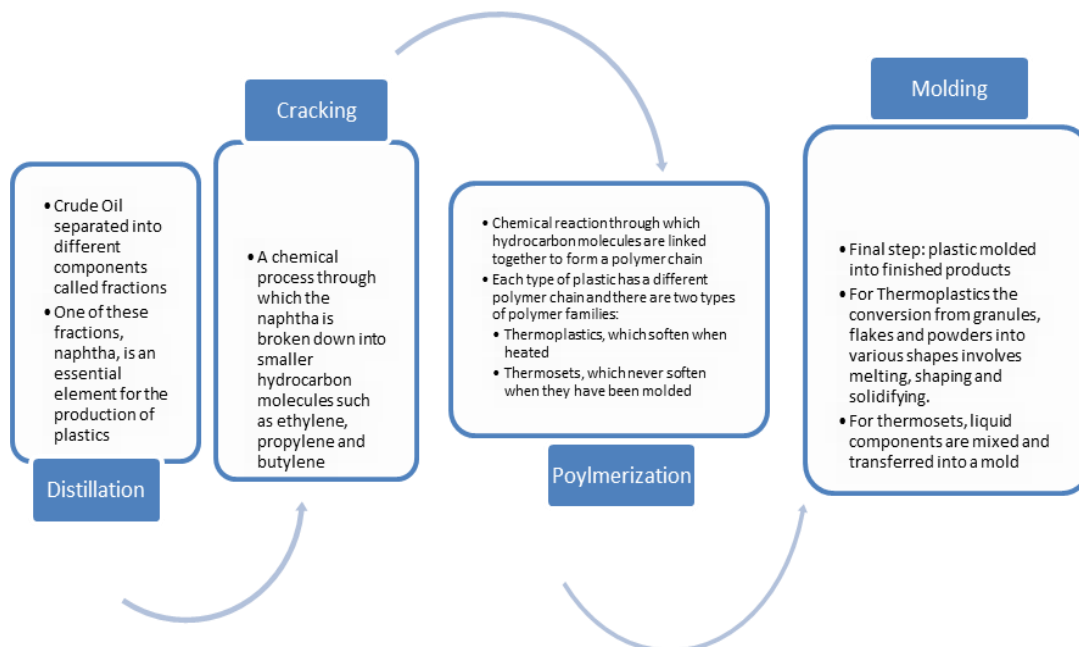 Distillation
• Crude Oil
separated into
different
components
called fractions
• One of these
fractions,
naphtha, is an
essential
element for the
production of
plastics
Cracking
• A chemical
process through
which the
naphtha is
broken down into
smaller
hydrocarbon
molecules such
as ethylene,
propylene and
butylene
Poylmerization
• Chemical reaction through which
hydrocarbon molecules are linked
together to form a polymer chain
• Each type of plastic has a different
polymer chain and there are two types
of polymer families:
• Thermoplastics, which soften when
heated
• Thermosets, which never soften
when they have been molded
Molding
• Final step: plastic molded
into finished products
• For Thermoplastics the
conversion from granules,
flakes and powders into
various shapes involves
melting, shaping and
solidifying.
• For thermosets, liquid
components are mixed and
transferred into a mold